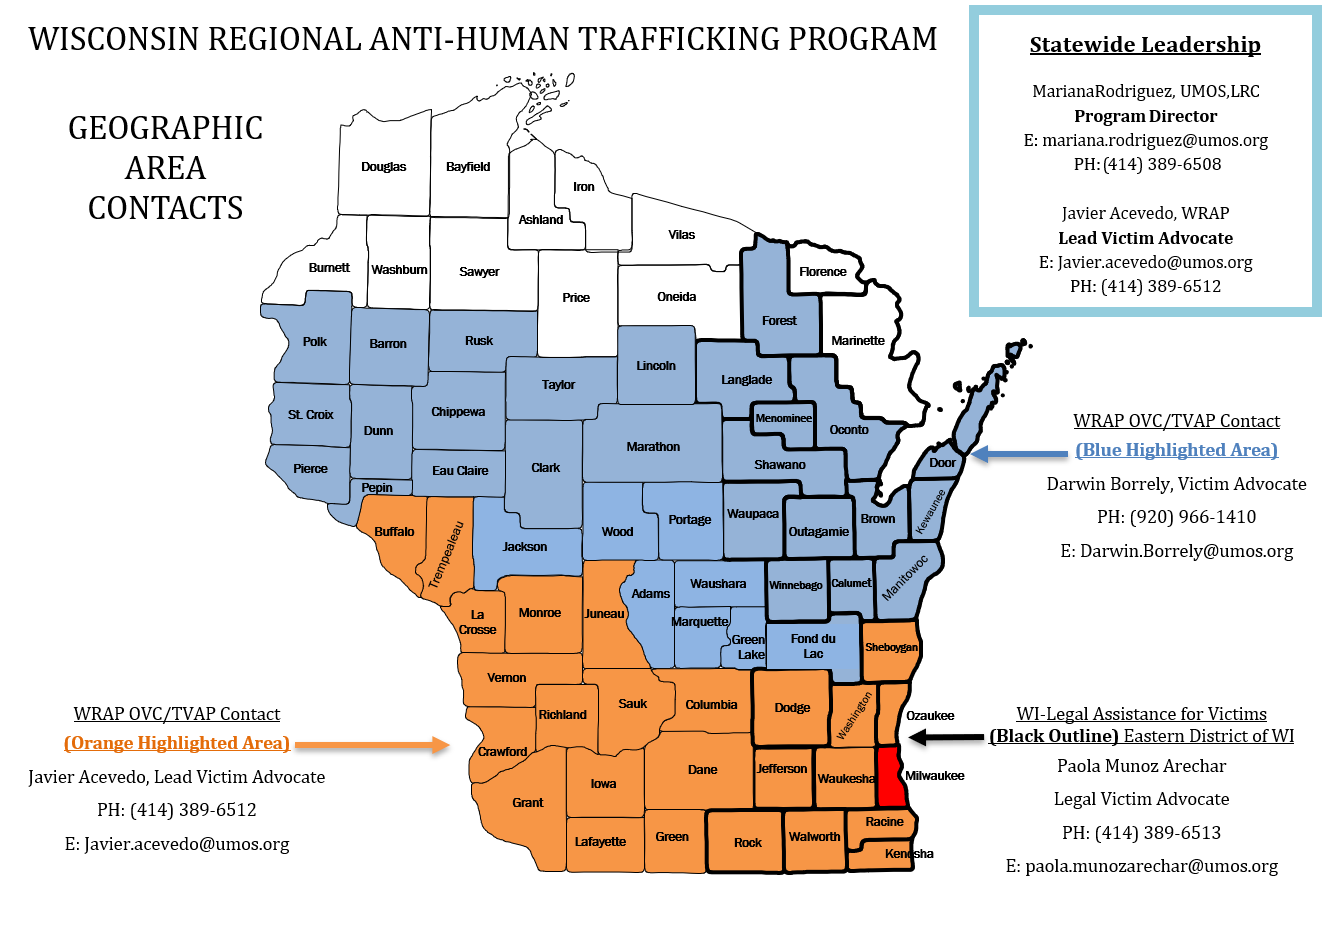 WISCONSIN REGIONAL ANTI-HUMAN TRAFFICKING PROGRAM
GEOGRAPHIC
AREA
CONTACTS
Statewide Leadership
MarianaRodriguez, UMOS,LRC
Program Director
E: mariana.rodriguez@umos.org
PH: (414) 389-6508
Javier Acevedo, WRAP
Lead Victim Advocate
E: Javier.acevedo@umos.org
PH: (414) 389-6512
Douglas
Bayfield
Ashland
Iron
Vilas
Burnett
Washburn
Sawyer
Price
Oneida
Florence
Forest
Marinette
Polk
Barron
Rusk
Lincoln
Langlade
Taylor
St. Croix
Dunn
Chippewa
Menominee
Oconto
Marathon
Pierce
Eau Claire
Clark
Shawano
Door
Pepin
Buffalo
Trempealeau
Jackson
Wood
Portage
Waupaca
Outagamie
Brown
Kewaunee
Adams
Waushara
Winnebago
Calumet
Manitowoc
La
Crosse
Monroe
Juneau
Marquette
Green
Lake
Fond du
Lac
Sheboygan
Vernon
Richland
Sauk
Columbia
Dodge
Washington
Ozaukee
Crawford
Grant
Iowa
Dane
Jefferson
Waukesha
Milwaukee
Lafayette
Green
Rock
Walworth
Racine
Kenosha
WRAP OVC/TVAP Contact
(Blue Highlighted Area)
Darwin Borrely, Victim Advocate
PH: (920) 966-1410
E: Darwin.Borrely@umos.org
WRAP OVC/TVAP Contact
(Orange Highlighted Area)
Javier Acevedo, Lead Victim Advocate
PH: (414) 389-6512
E: Javier.acevedo@umos.org
WI-Legal Assistance for Victims
(Black Outline) Eastern District of WI
Paola Munoz Arechar
Legal Victim Advocate
PH: (414) 389-6513
E: paola.munozarechar@umos.org